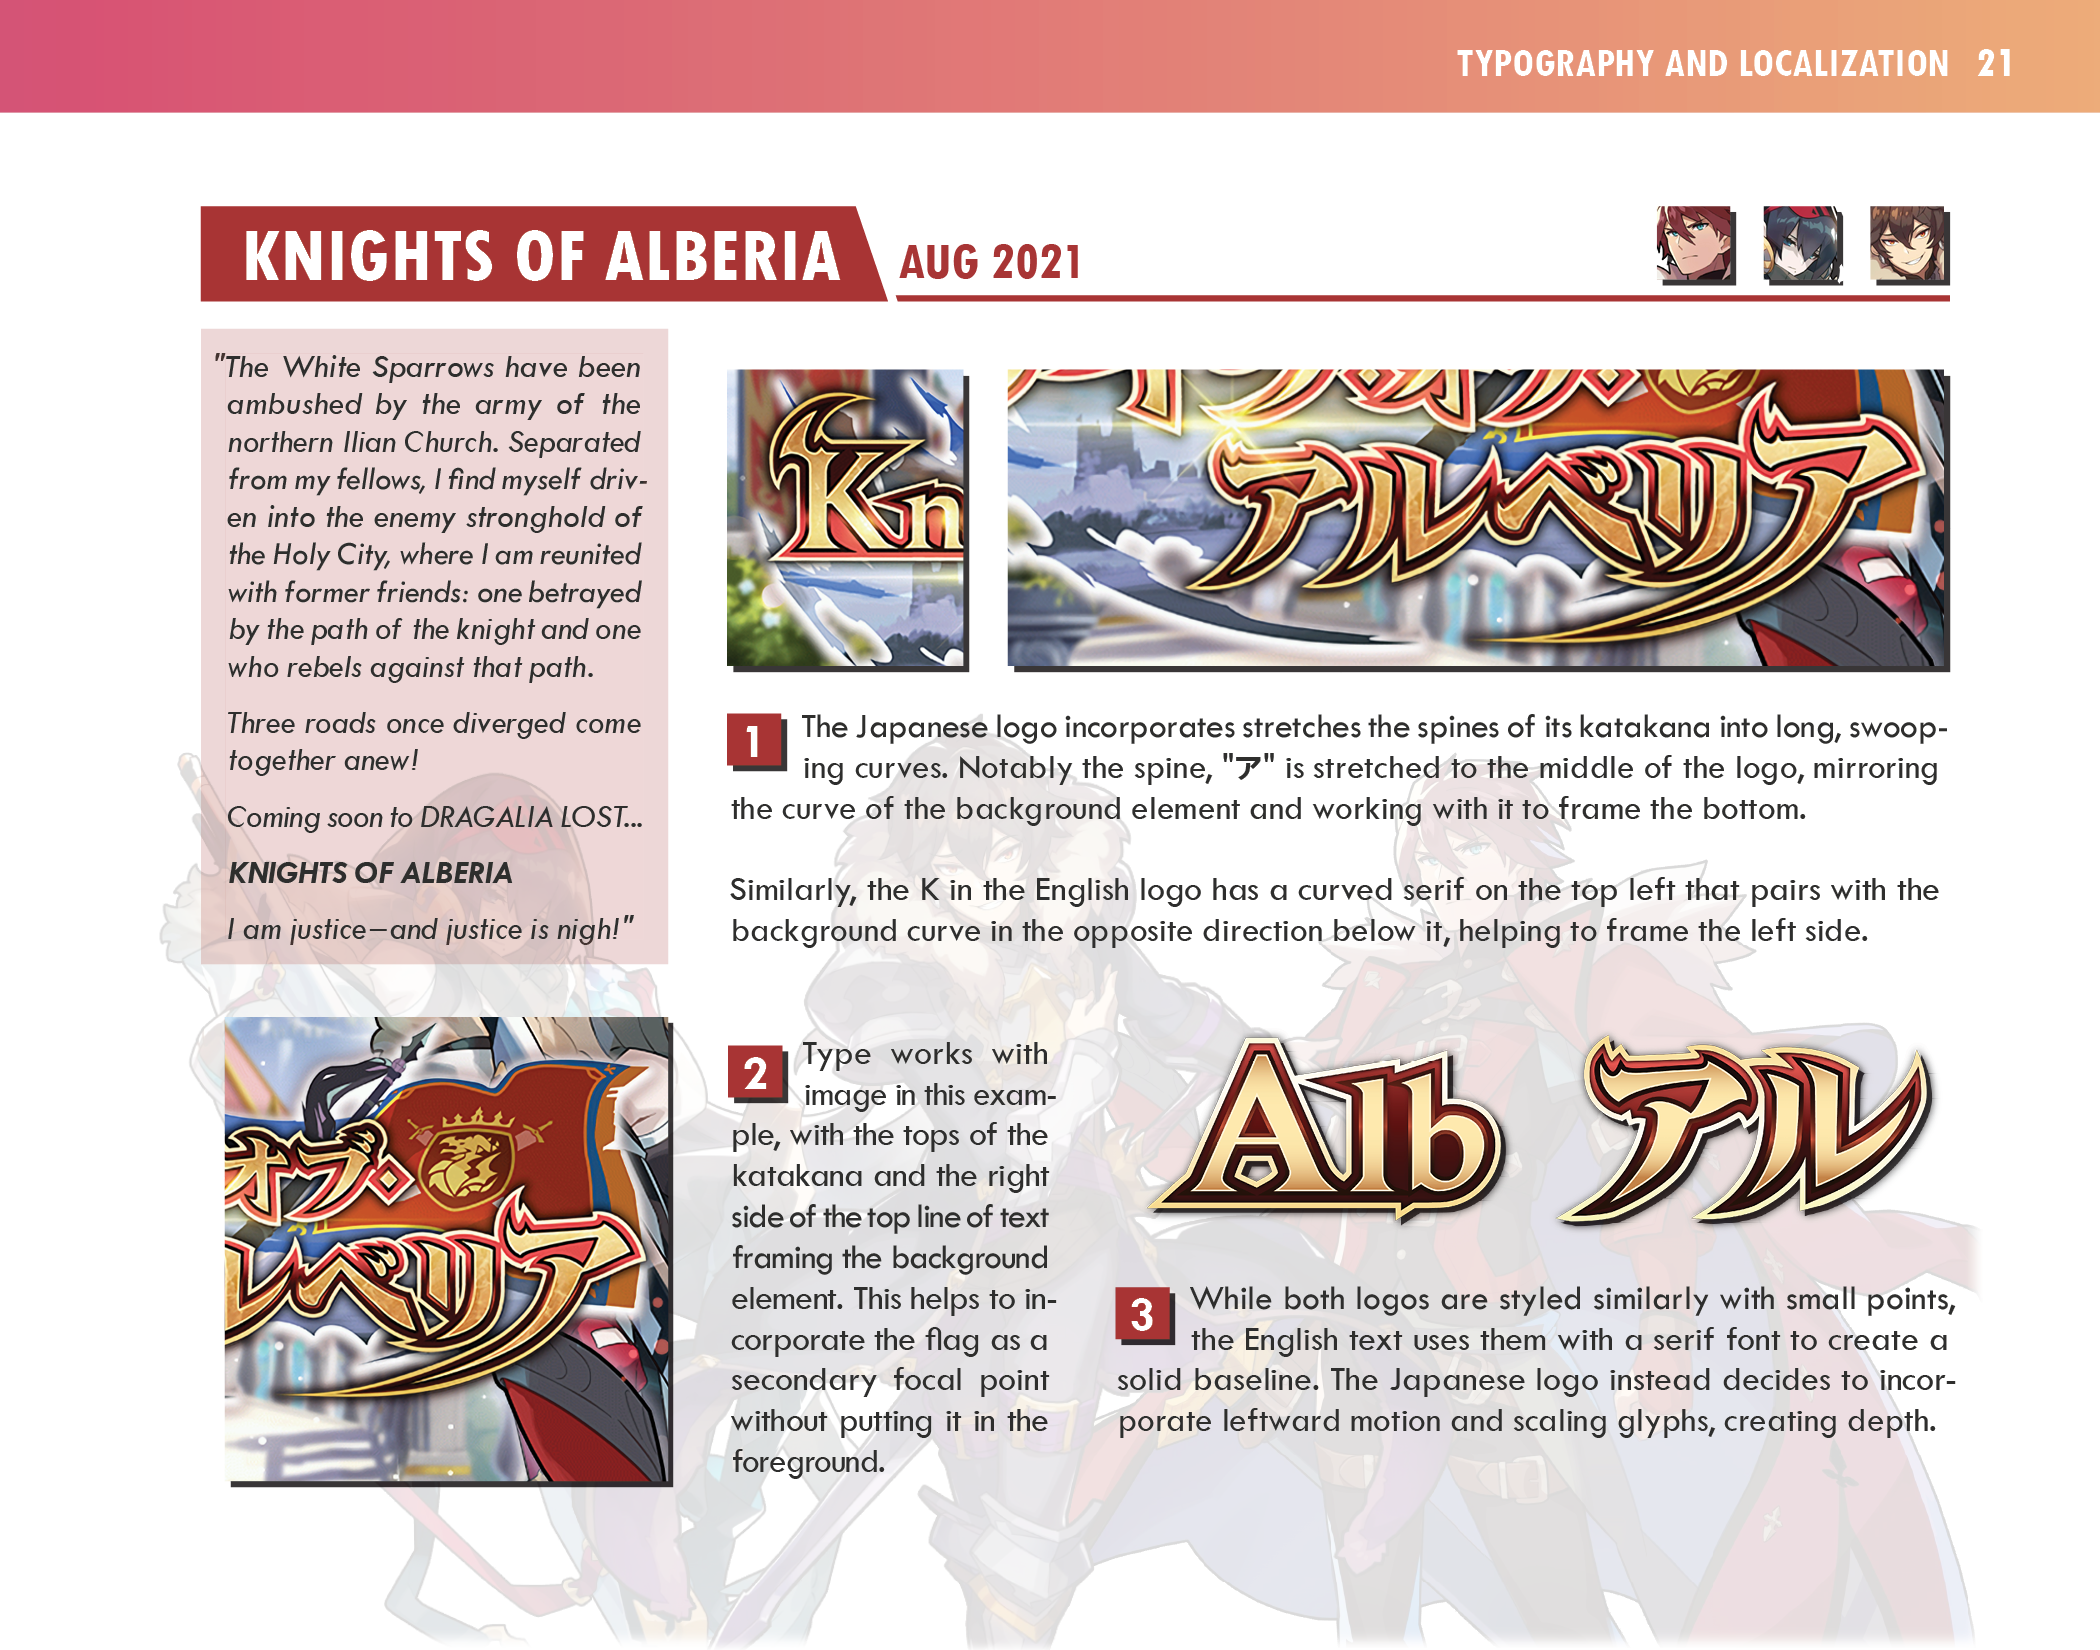 TYPOGRAPHY AND LOCALIZATION 21
KNIGHTS OF ALBERIA
AUG 2021
"The White Sparrows have been
ambushed by the army of the
northern Ilian Church. Separated
from my fellows, I find myself driv-
en into the enemy stronghold of
the Holy City, where I am reunited
with former friends: one betrayed
by the path of the knight and one
who rebels against that path.
Three roads once diverged come
together anew!
Coming soon to DRAGALIA LOST...
KNIGHTS OF ALBERIA
I am justice—and justice is nigh!"
Kn
アルベリア
1 The Japanese logo incorporates stretches the spines of its katakana into long, swoop-
ing curves. Notably the spine, "ア" is stretched to the middle of the logo, mirroring
the curve of the background element and working with it to frame the bottom.
Similarly, the K in the English logo has a curved serif on the top left that pairs with the
background curve in the opposite direction below it, helping to frame the left side.
オブ・
ルベリア
2 Type works with
image in this exam-
ple, with the tops of the
katakana and the right
side of the top line of text
framing the background
element. This helps to in-
corporate the flag as a
secondary focal point
without putting it in the
foreground.
Alb アル
3 While both logos are styled similarly with small points,
the English text uses them with a serif font to create a
solid baseline. The Japanese logo instead decides to incor-
porate leftward motion and scaling glyphs, creating depth.